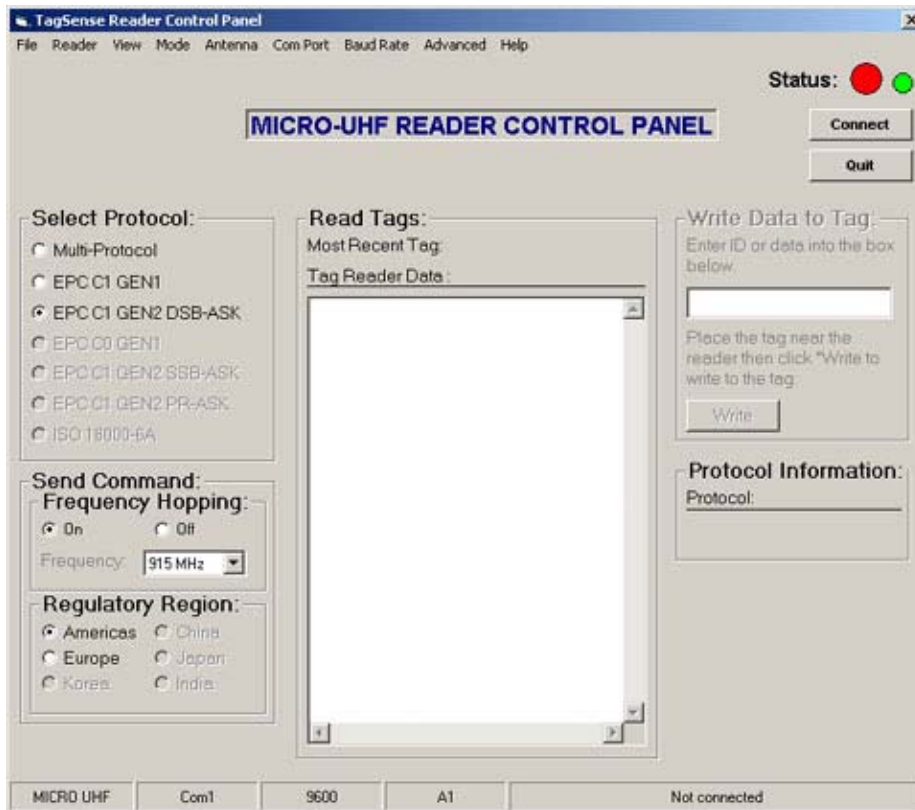 TagSense Reader Control Panel
File Reader View Mode Antenna Com Port Baud Rate Advanced Help
Status:
MICRO-UHF READER CONTROL PANEL
Connect
Quit
Select Protocol:
Multi-Protocol
EPC C1 GEN1
EPC C1 GEN2 DSB-ASK
EPC C0 GEN1
EPC C1 GEN2 SSB-ASK
EPC C1 GEN2 PR-ASK
ISO 18000-6A
Send Command:
Frequency Hopping:
On Off
Frequency: 915 MHz
Regulatory Region:
Americas China
Europe Japan
Korea India
Read Tags:
Most Recent Tag:
Tag Reader Data :
Write Data to Tag:
Enter ID or data into the box
below.
Place the tag near the
reader then click "Write to
write to the tag.
Write
Protocol Information:
Protocol:
MICRO UHF Com1 9600 A1 Not connected